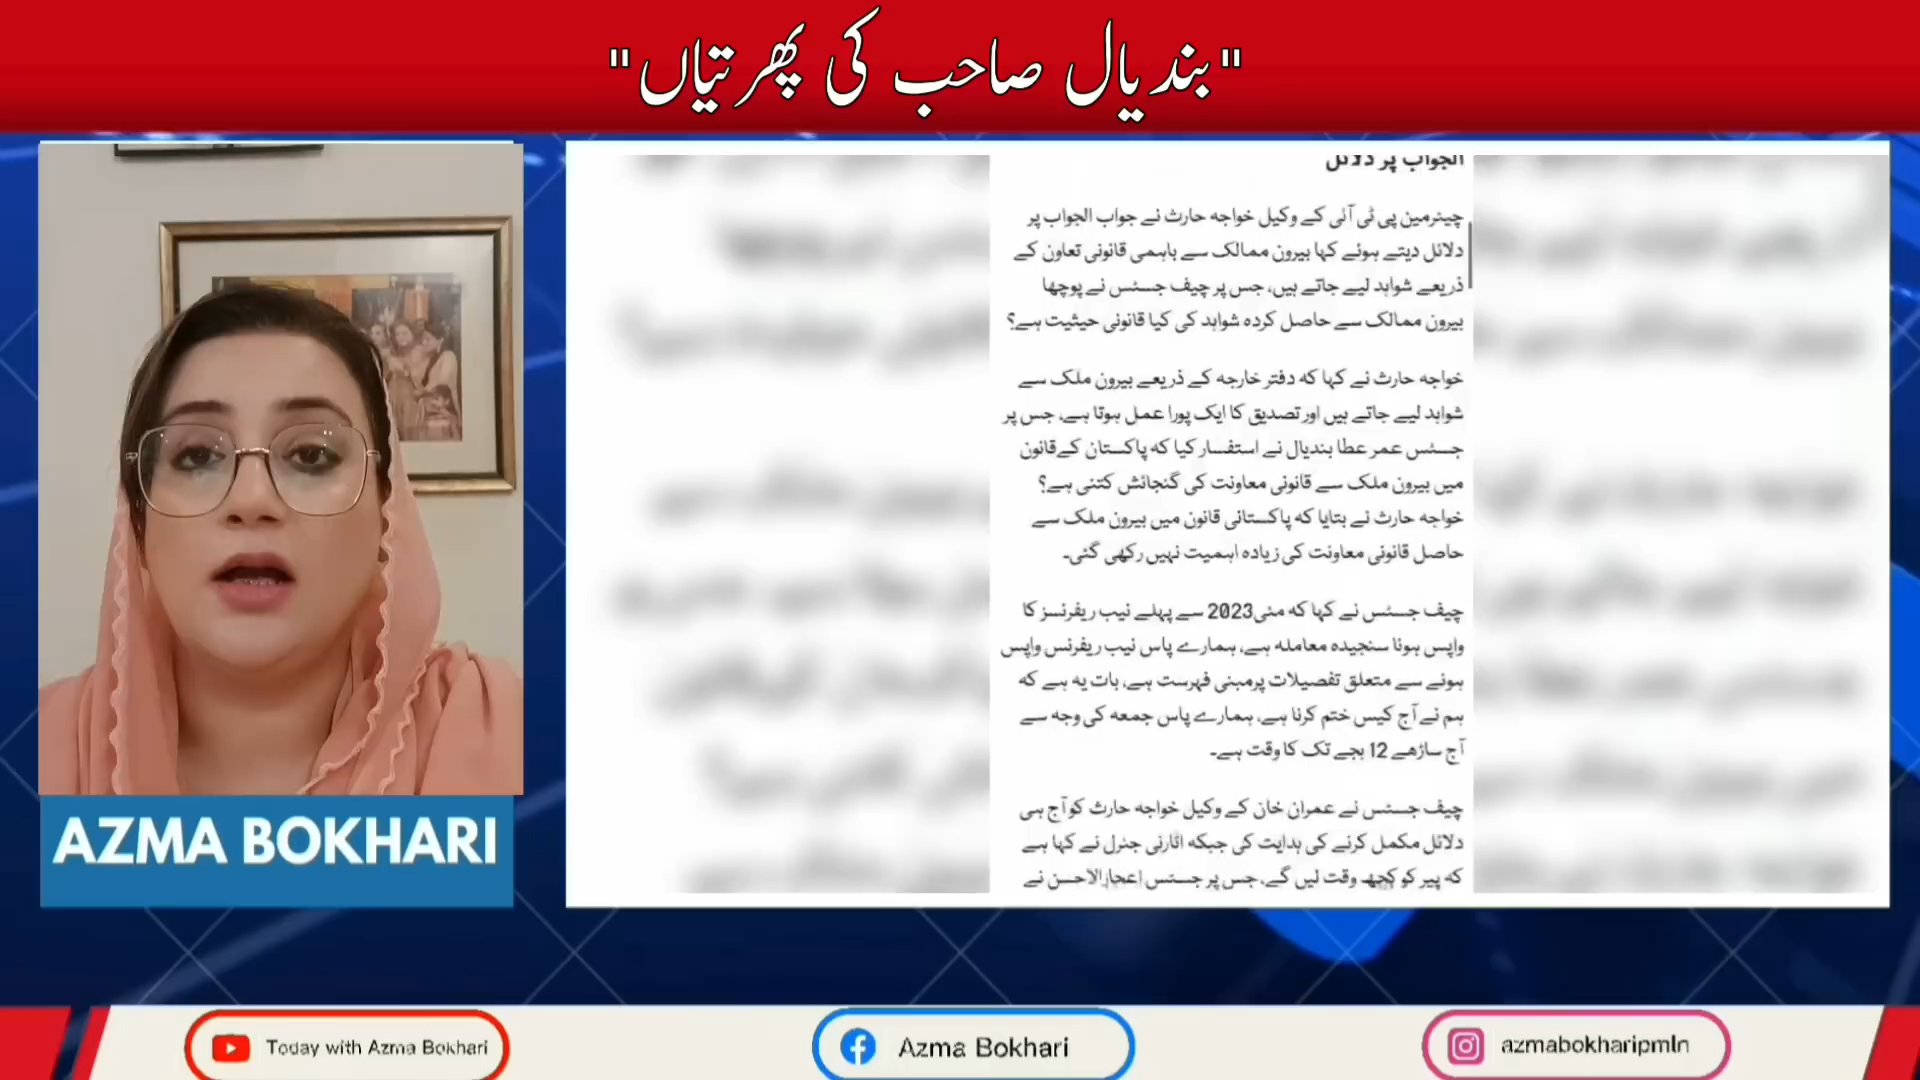 "بندیال صاحب کی پھرتیاں"
الجواب پر دلائل
چیئرمین پی ٹی آئی کے وکیل خواجہ حارث نے جواب الجواب پر
دلائل دیتے ہوئے کہا بیرون ممالک سے باہمی قانونی تعاون کے
ذریعے شواہد لیے جاتے ہیں، جس پر چیف جسٹس نے پوچھا
بیرون ممالک سے حاصل کردہ شواہد کی کیا قانونی حیثیت ہے؟
خواجہ حارث نے کہا کہ دفتر خارجہ کے ذریعے بیرون ملک سے
شواہد لیے جاتے ہیں اور تصدیق کا ایک پورا عمل ہوتا ہے، جس پر
جسٹس عمر عطا بندیال نے استفسار کیا کہ پاکستان کے قانون
میں بیرون ملک سے قانونی معاونت کی گنجائش کتنی ہے؟
خواجہ حارث نے بتایا کہ پاکستانی قانون میں بیرون ملک سے
حاصل قانونی معاونت کی زیادہ اہمیت نہیں رکھی گئی۔
چیف جسٹس نے کہا کہ مئی2023 سے پہلے نیب ریفرنسز کا
واپس ہونا سنجیدہ معاملہ ہے، ہمارے پاس نیب ریفرنس واپس
ہونے سے متعلق تفصیلات پرمبنی فہرست ہے، بات یہ ہے کہ
ہم نے آج کیس ختم کرنا ہے، ہمارے پاس جمعہ کی وجہ سے
آج ساڑھے 12 بجے تک کا وقت ہے۔
چیف جسٹس نے عمران خان کے وکیل خواجہ حارث کو آج ہی
دلائل مکمل کرنے کی ہدایت کی جبکہ اٹارنی جنرل نے کہا ہے
کہ پیر کو کچھ وقت لیں گے، جس پر جسٹس اعجازالاحسن نے
AZMA BOKHARI
Today with Azma Bokhari
Azma Bokhari
azmabokharipmln